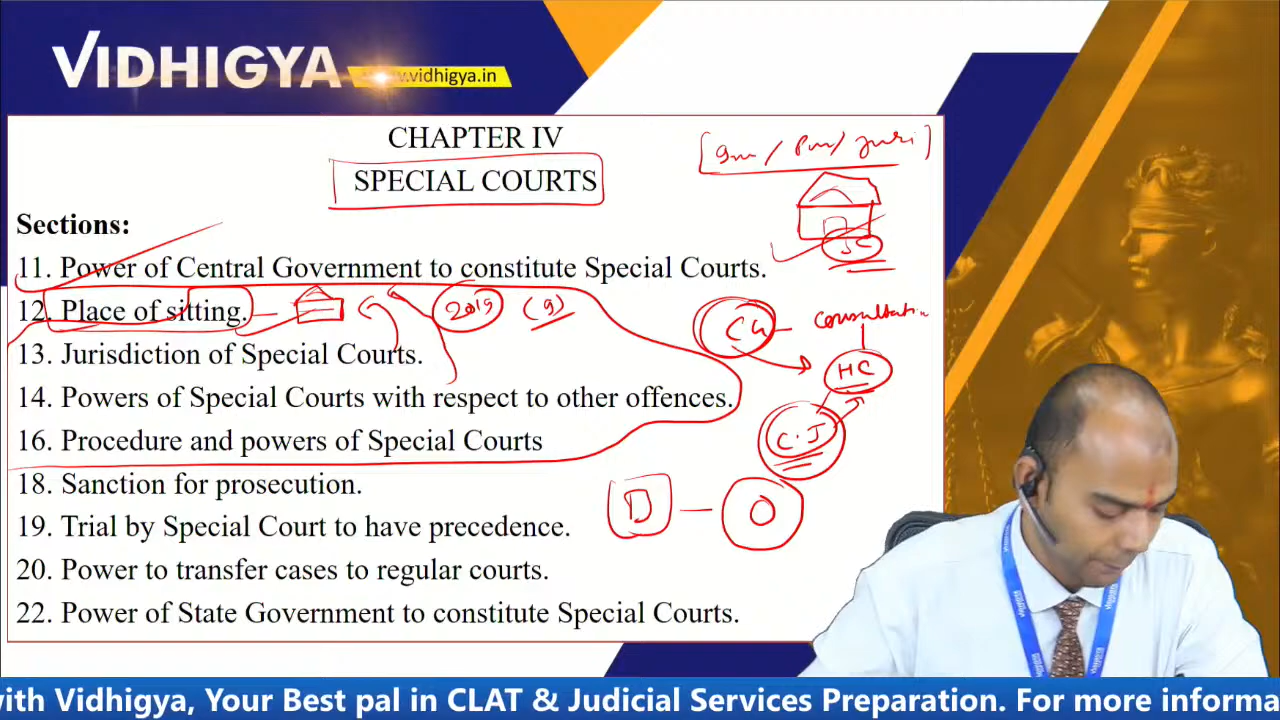 VIDHIGYA
www.vidhigya.in
CHAPTER IV
SPECIAL COURTS
Sections:
11. Power of Central Government to constitute Special Courts.
12. Place of sitting.
2019 (9)
13. Jurisdiction of Special Courts.
14. Powers of Special Courts with respect to other offences.
16. Procedure and powers of Special Courts
18. Sanction for prosecution.
19. Trial by Special Court to have precedence.
20. Power to transfer cases to regular courts.
22. Power of State Government to constitute Special Courts.
HC
C.J
D - O
with Vidhigya, Your Best pal in CLAT & Judicial Services Preparation. For more informa